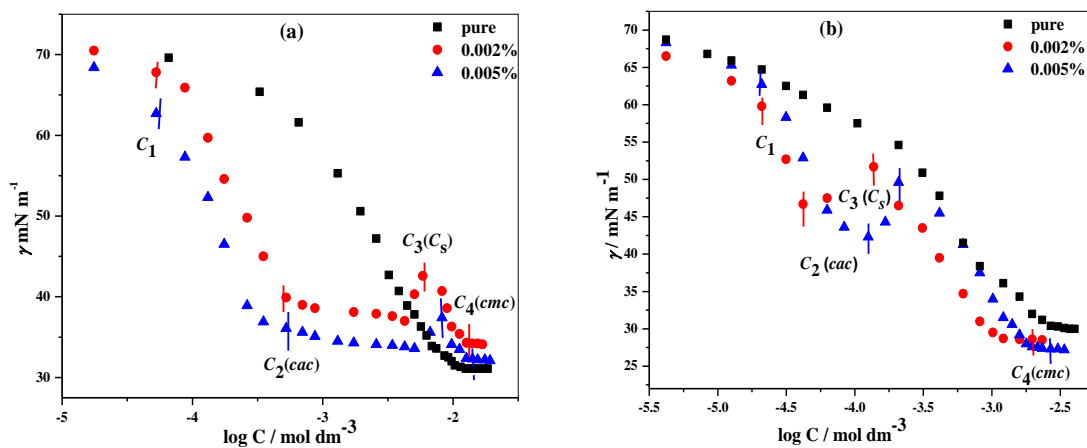 (a)
pure
0.002%
0.005%
C1
C2(cac)
C3(Cs)
C4(cmc)
70
60
50
40
30
-5
-4
-3
-2
γ mN m-1
log C / mol dm-3
(b)
pure
0.002%
0.005%
C1
C3 (Cs)
C2 (cac)
C4(cmc)
70
65
60
55
50
45
40
35
30
25
-5.5
-5.0
-4.5
-4.0
-3.5
-3.0
-2.5
γ / mN m-1
log C / mol dm-3